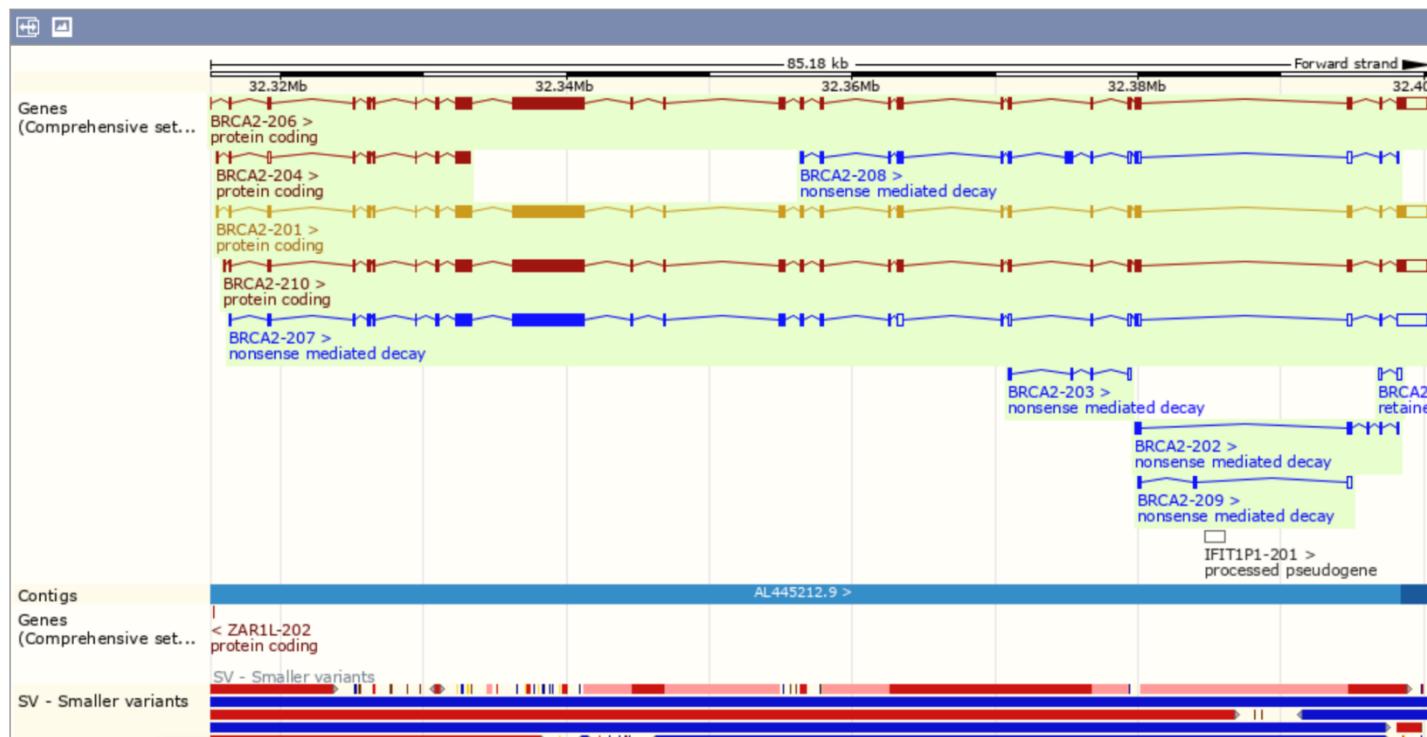 85.18 kb
Forward strand
32.32Mb 32.34Mb 32.36Mb 32.38Mb 32.40
Genes
(Comprehensive set...
BRCA2-206 >
protein coding
BRCA2-204 >
protein coding
BRCA2-208 >
nonsense mediated decay
BRCA2-201 >
protein coding
BRCA2-210 >
protein coding
BRCA2-207 >
nonsense mediated decay
BRCA2-203 >
nonsense mediated decay
BRCA2
retaine
BRCA2-202 >
nonsense mediated decay
BRCA2-209 >
nonsense mediated decay
IFIT1P1-201 >
processed pseudogene
Contigs
AL445212.9 >
Genes
(Comprehensive set...
< ZAR1L-202
protein coding
SV - Smaller variants
SV - Smaller variants